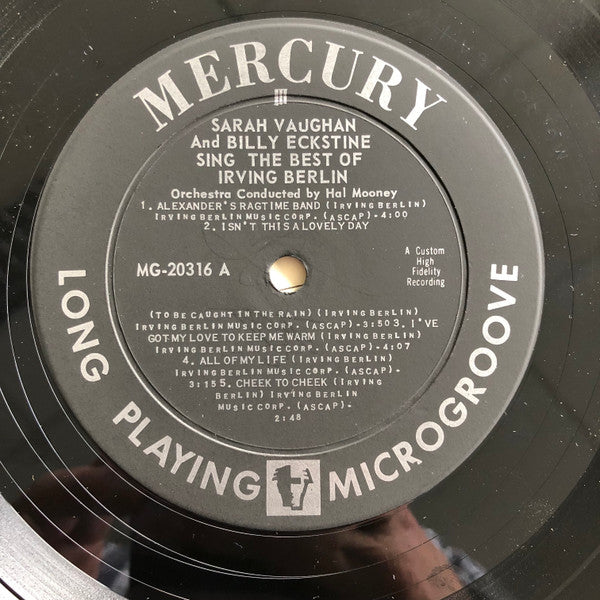 MERCURY
SARAH VAUGHAN
And BILLY ECKSTINE
SING THE BEST OF
IRVING BERLIN
Orchestra Conducted by Hal Mooney
1. ALEXANDER'S RAGTIME BAND (IRVING BERLIN)
IRVING BERLIN MUSIC CORP. (ASCAP)-4:00
2. ISN'T THIS A LOVELY DAY
MG-20316 A
A Custom
High
Fidelity
Recording
(TO BE CAUGHT IN THE RAIN) (IRVING BERLIN)
IRVING BERLIN MUSIC CORP. (ASCAP)-3:50 3. I'VE
GOT MY LOVE TO KEEP ME WARM (IRVING BERLIN)
IRVING BERLIN MUSIC CORP. (ASCAP)-4:07
4. ALL OF MY LIFE (IRVING BERLIN)
IRVING BERLIN MUSIC CORP. (ASCAP)-
3:15 5. CHEEK TO CHEEK (IRVING
BERLIN) IRVING BERLIN
MUSIC CORP. (ASCAP)-
2:48
LONG PLAYING MICROGROOVE